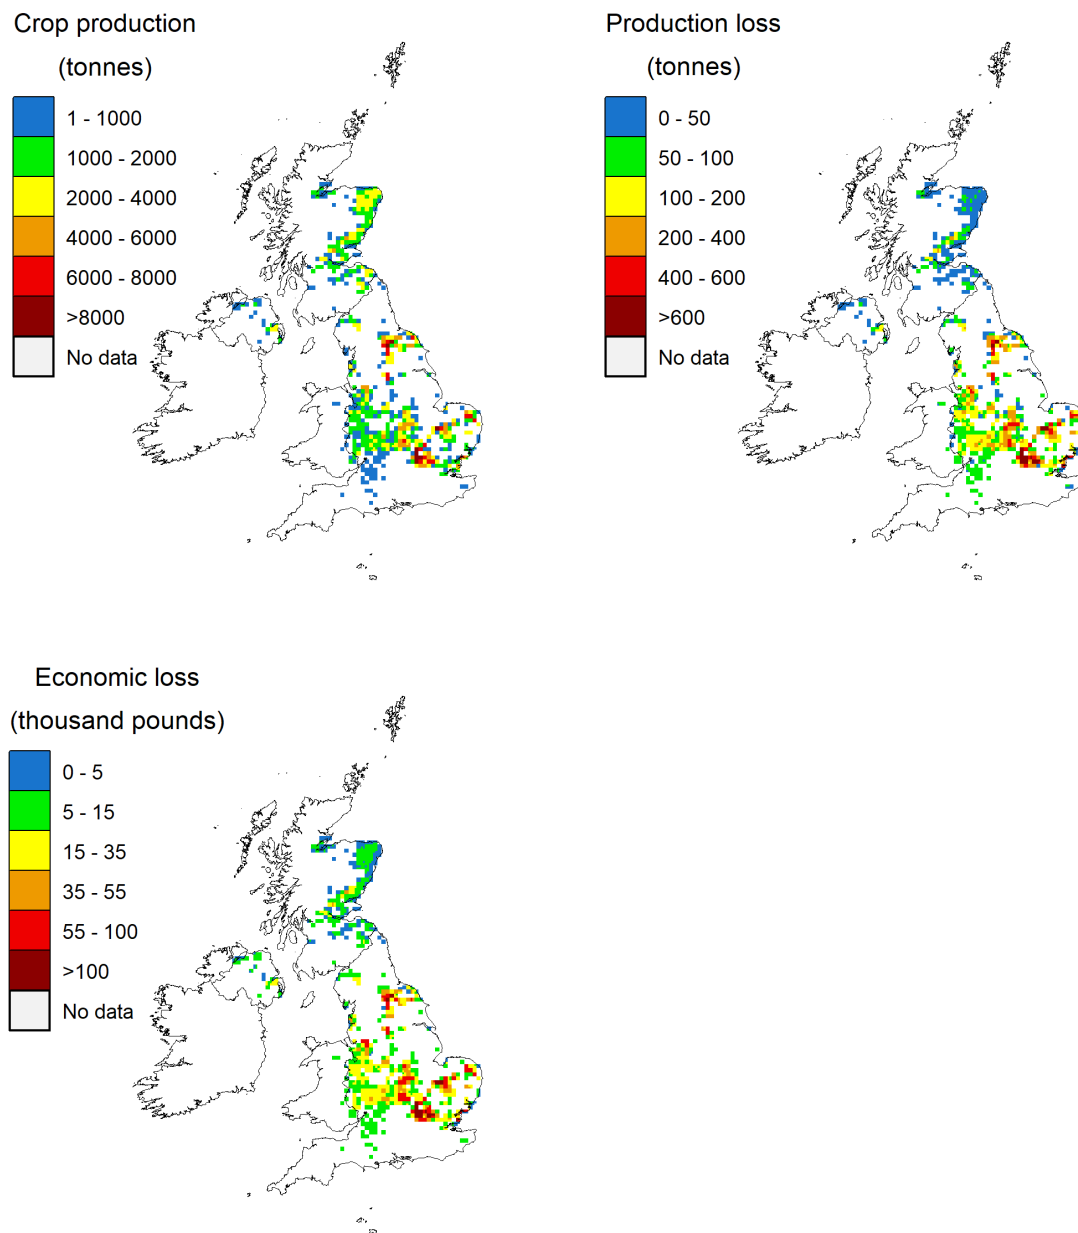 Crop production
(tonnes)
1 - 1000
1000 - 2000
2000 - 4000
4000 - 6000
6000 - 8000
>8000
No data
Production loss
(tonnes)
0 - 50
50 - 100
100 - 200
200 - 400
400 - 600
>600
No data
Economic loss
(thousand pounds)
0 - 5
5 - 15
15 - 35
35 - 55
55 - 100
>100
No data